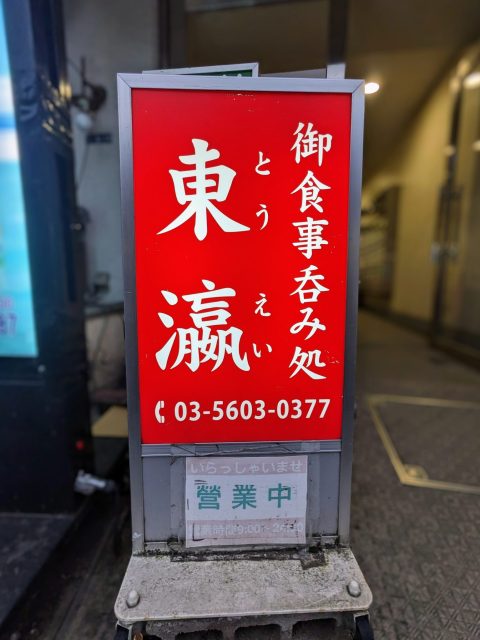 御食事呑み処
東瀛
とうえい
03-5603-0377
いらっしゃいませ
營業中